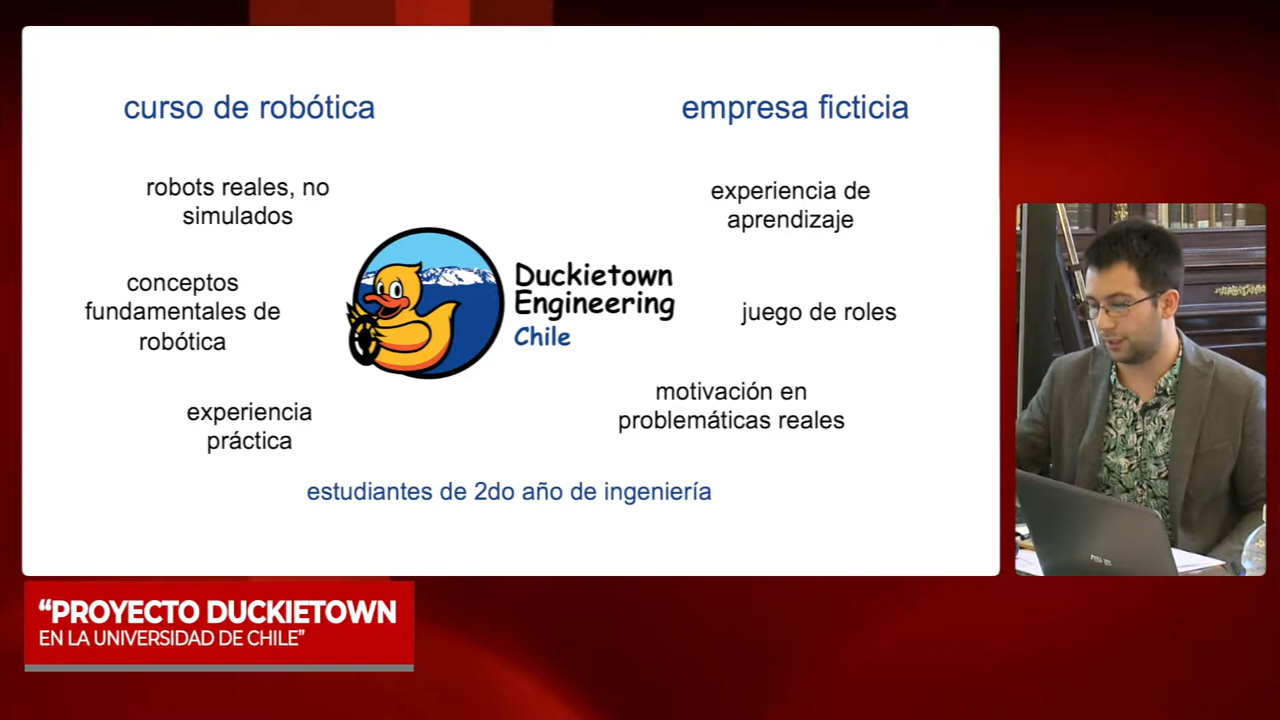 curso de robótica
robots reales, no
simulados
conceptos
fundamentales de
robótica
experiencia
práctica
Duckietown
Engineering
Chile
empresa ficticia
experiencia de
aprendizaje
juego de roles
motivación en
problemáticas reales
estudiantes de 2do año de ingeniería
“PROYECTO DUCKIETOWN
EN LA UNIVERSIDAD DE CHILE”
ASUS